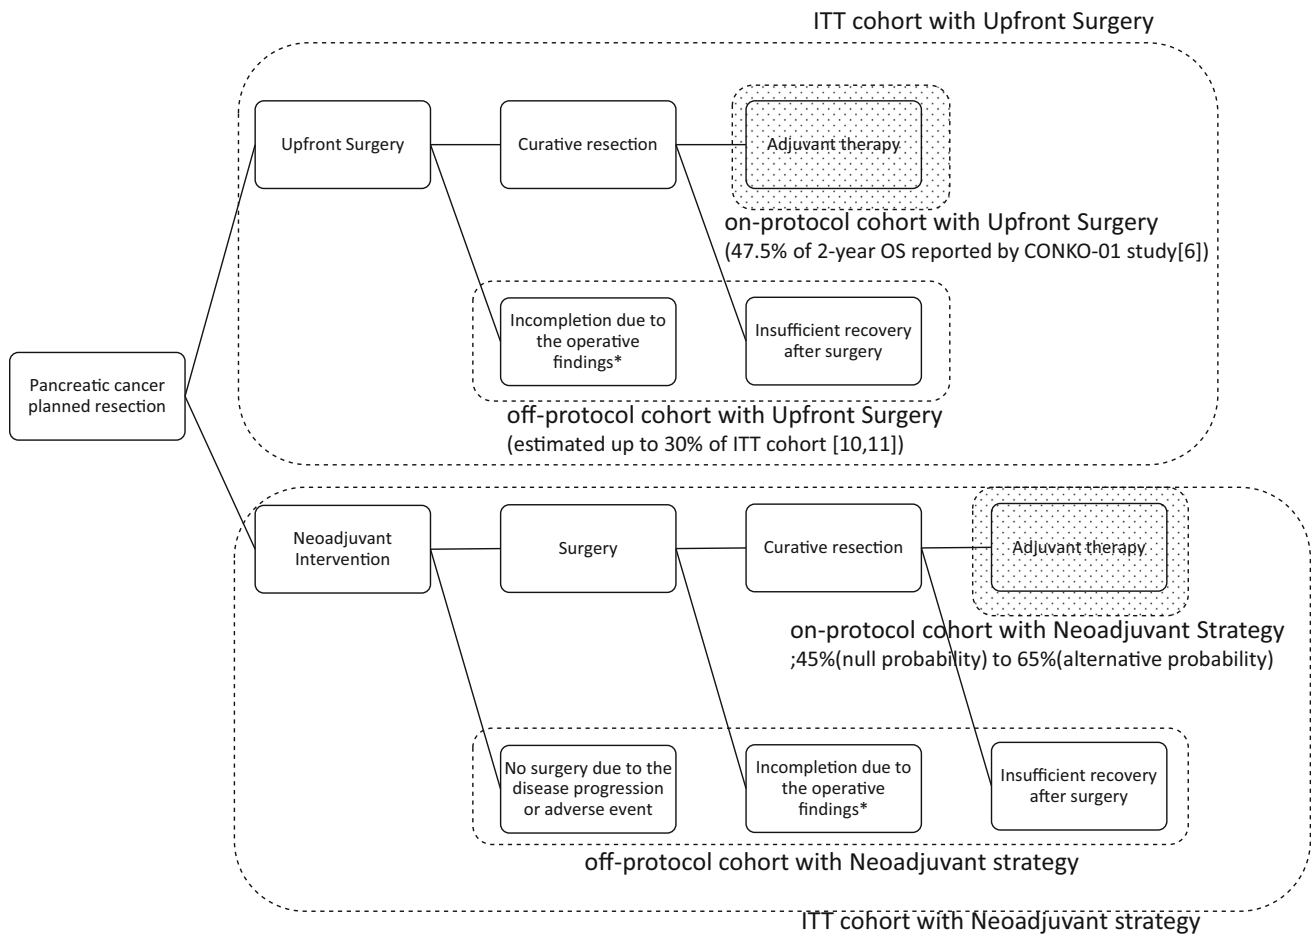 ITT cohort with Upfront Surgery
Upfront Surgery
Curative resection
Adjuvant therapy
on-protocol cohort with Upfront Surgery
(47.5% of 2-year OS reported by CONKO-01 study[6])
Incompletion due to
the operative
findings*
Insufficient recovery
after surgery
off-protocol cohort with Upfront Surgery
(estimated up to 30% of ITT cohort [10,11])
Pancreatic cancer
planned resection
Neoadjuvant
Intervention
Surgery
Curative resection
Adjuvant therapy
on-protocol cohort with Neoadjuvant Strategy
;45%(null probability) to 65%(alternative probability)
No surgery due to the
disease progression
or adverse event
Incompletion due to
the operative
findings*
Insufficient recovery
after surgery
off-protocol cohort with Neoadjuvant strategy
ITT cohort with Neoadjuvant strategy